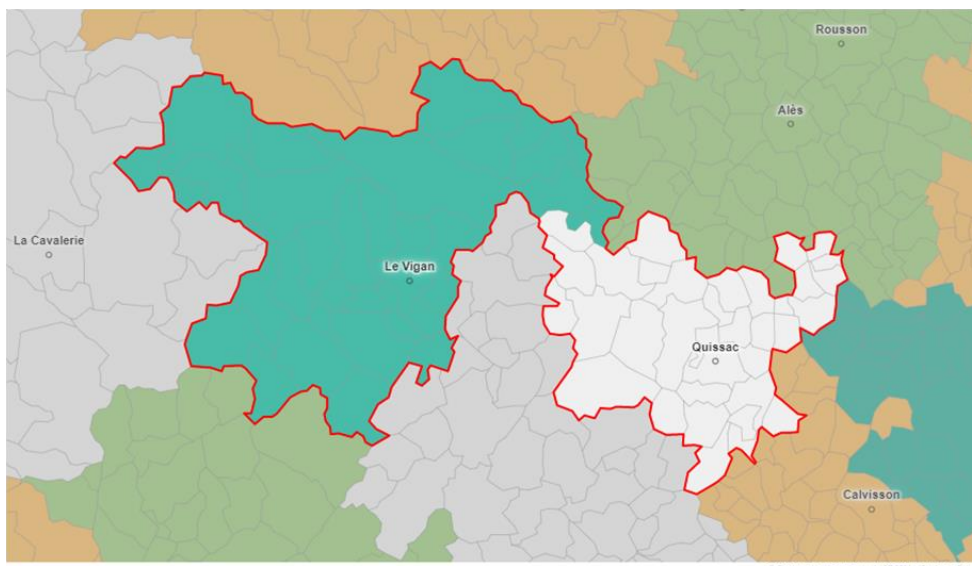 Rousson
Alès
La Cavalerie
Le Vigan
Quissac
Calvisson